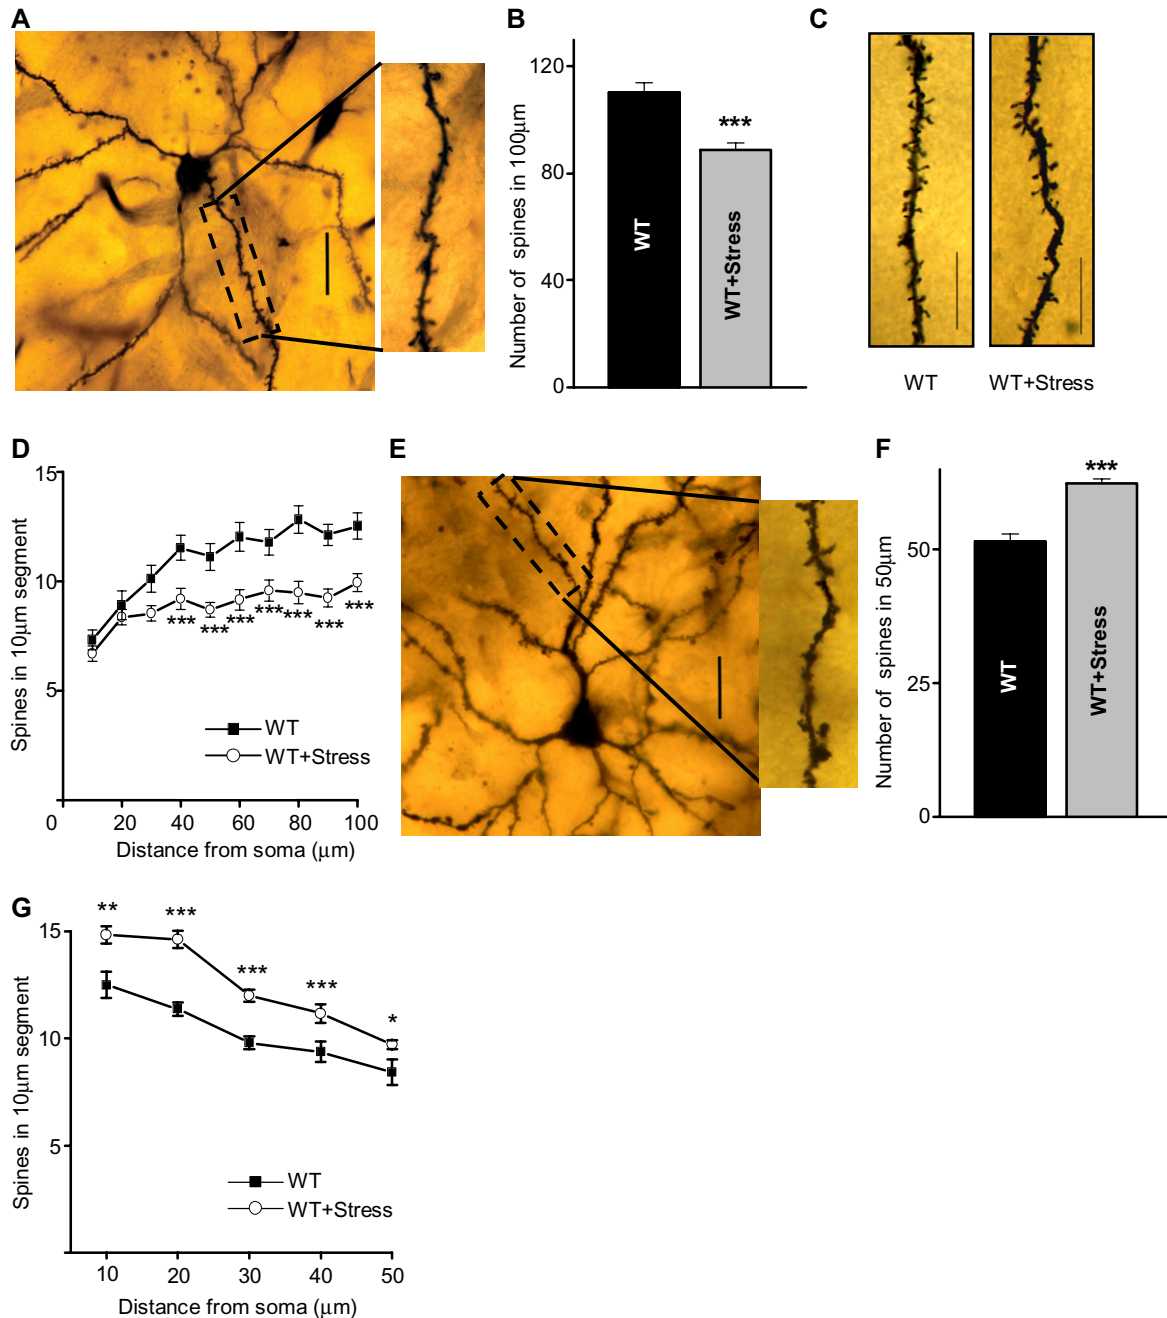 A
B
C
Number of spines in 100μm
120
80
40
0
WT
***
WT+Stress
WT
WT+Stress
D
Spines in 10μm segment
15
10
5
0
20
40
60
80
100
***
***
***
***
***
***
***
WT
WT+Stress
Distance from soma (μm)
E
F
Number of spines in 50μm
50
25
0
WT
***
WT+Stress
G
Spines in 10μm segment
15
10
5
**
***
***
***
*
WT
WT+Stress
10
20
30
40
50
Distance from soma (μm)